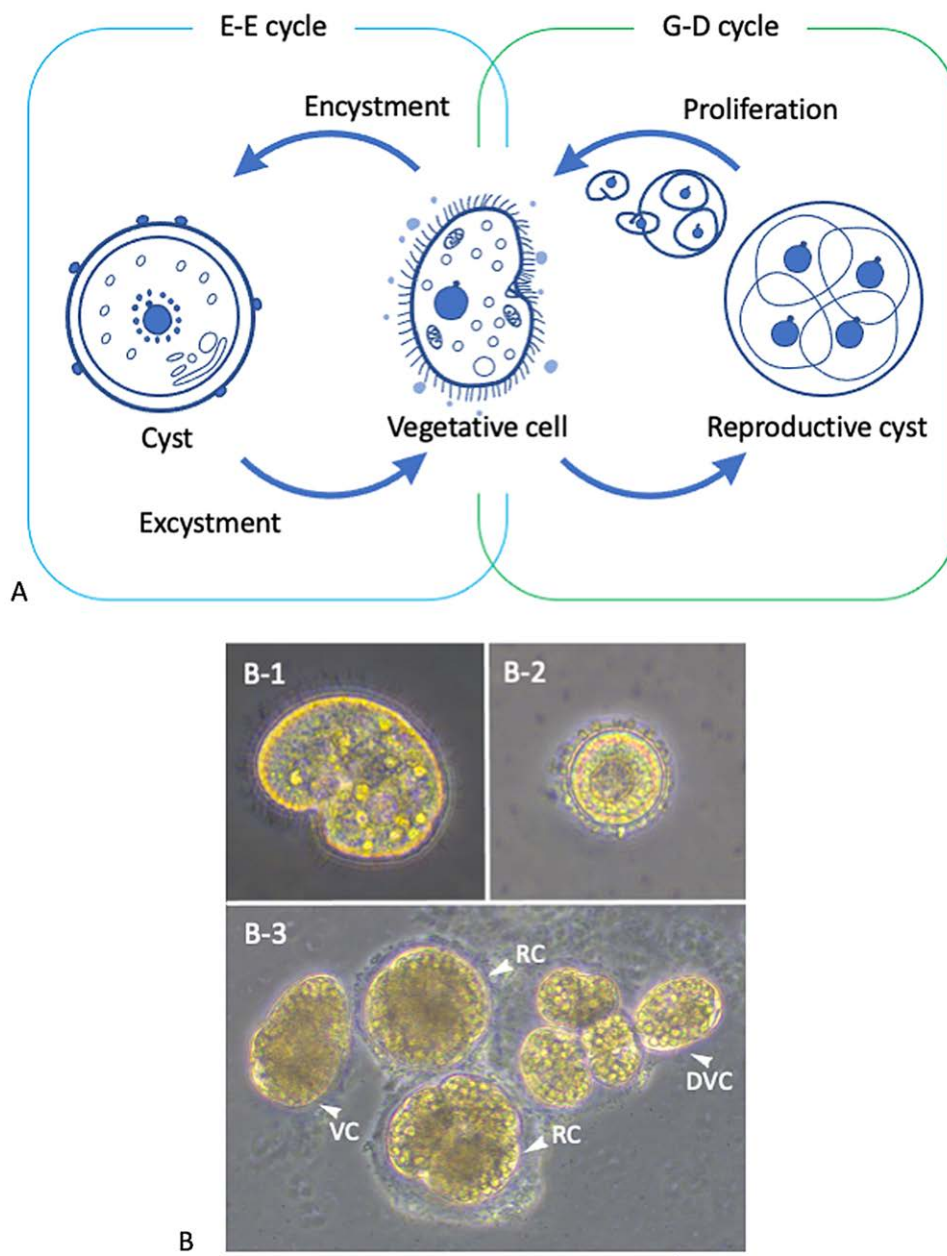 E-E cycle
G-D cycle
Encystment
Proliferation
Cyst
Vegetative cell
Reproductive cyst
Excystment
A
B-1
B-2
B-3
RC
DVC
VC
RC
B